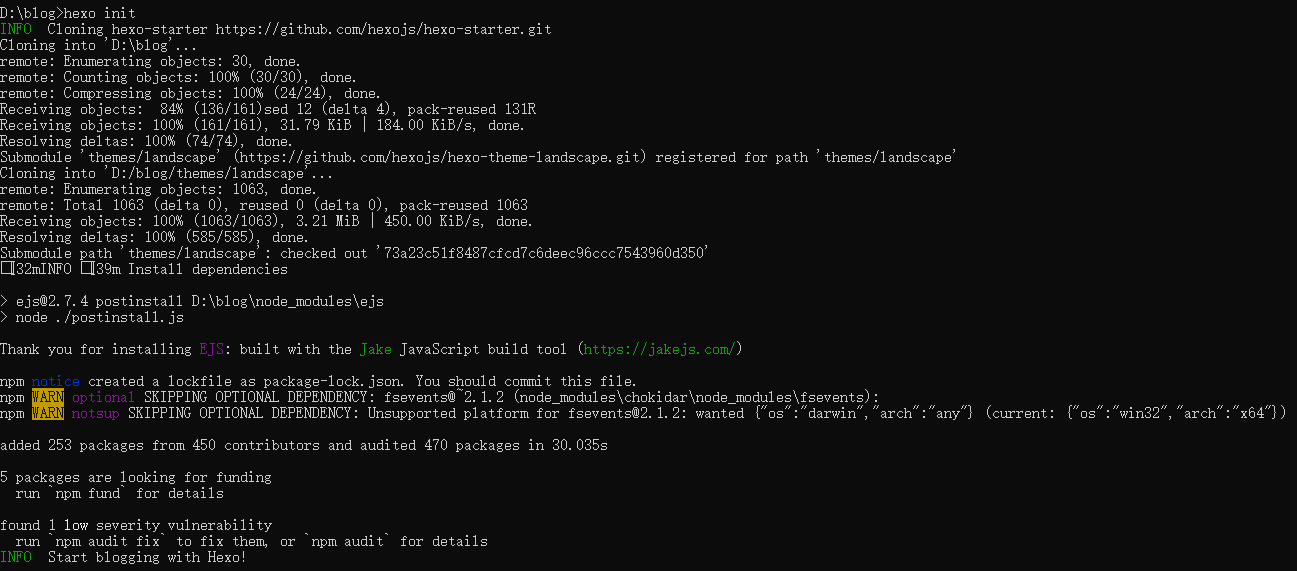 D:\blog>hexo init
INFO  Cloning hexo-starter https://github.com/hexojs/hexo-starter.git
Cloning into 'D:\blog'...
remote: Enumerating objects: 30, done.
remote: Counting objects: 100% (30/30), done.
remote: Compressing objects: 100% (24/24), done.
Receiving objects:  84% (136/161)sed 12 (delta 4), pack-reused 131R
Receiving objects: 100% (161/161), 31.79 KiB | 184.00 KiB/s, done.
Resolving deltas: 100% (74/74), done.
Submodule 'themes/landscape' (https://github.com/hexojs/hexo-theme-landscape.git) registered for path 'themes/landscape'
Cloning into 'D:/blog/themes/landscape'...
remote: Enumerating objects: 1063, done.
remote: Total 1063 (delta 0), reused 0 (delta 0), pack-reused 1063
Receiving objects: 100% (1063/1063), 3.21 MiB | 450.00 KiB/s, done.
Resolving deltas: 100% (585/585), done.
Submodule path 'themes/landscape': checked out '73a23c51f8487cfcd7c6deec96ccc7543960d350'
□[32mINFO □[39m Install dependencies
> ejs@2.7.4 postinstall D:\blog\node_modules\ejs
> node ./postinstall.js
Thank you for installing EJS: built with the Jake JavaScript build tool (https://jakejs.com/)
npm notice created a lockfile as package-lock.json. You should commit this file.
npm WARN optional SKIPPING OPTIONAL DEPENDENCY: fsevents@~2.1.2 (node_modules\chokidar\node_modules\fsevents):
npm WARN notsup SKIPPING OPTIONAL DEPENDENCY: Unsupported platform for fsevents@2.1.2: wanted {"os":"darwin","arch":"any"} (current: {"os":"win32","arch":"x64"})
added 253 packages from 450 contributors and audited 470 packages in 30.035s
5 packages are looking for funding
  run `npm fund` for details
found 1 low severity vulnerability
  run `npm audit fix` to fix them, or `npm audit` for details
INFO  Start blogging with Hexo!